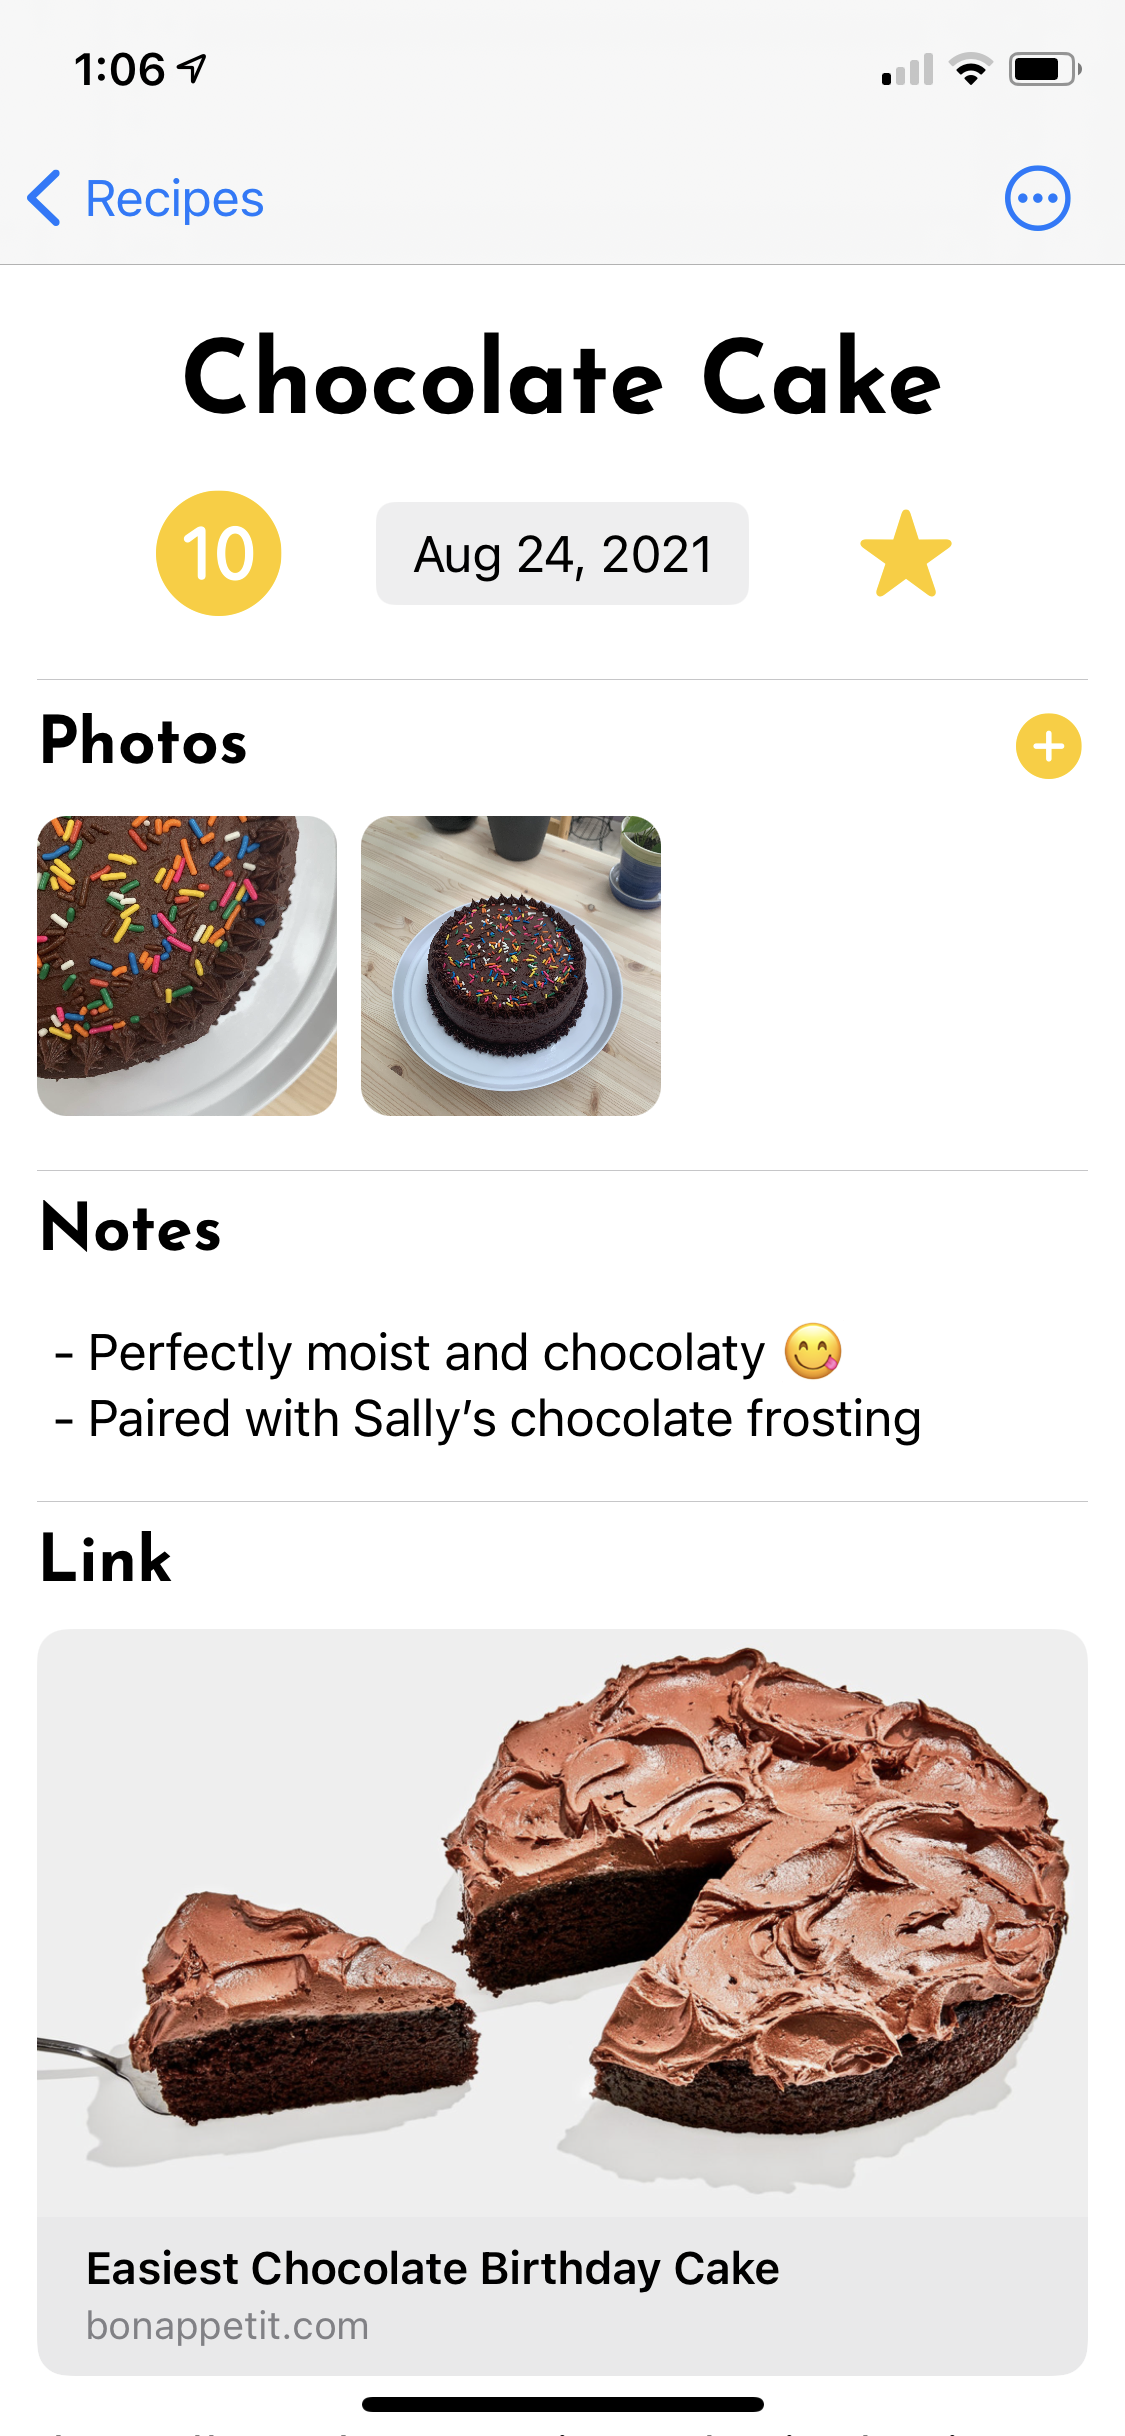 1:06
Recipes
Chocolate Cake
10
Aug 24, 2021
Photos
Notes
- Perfectly moist and chocolaty 😋
- Paired with Sally’s chocolate frosting
Link
Easiest Chocolate Birthday Cake
bonappetit.com